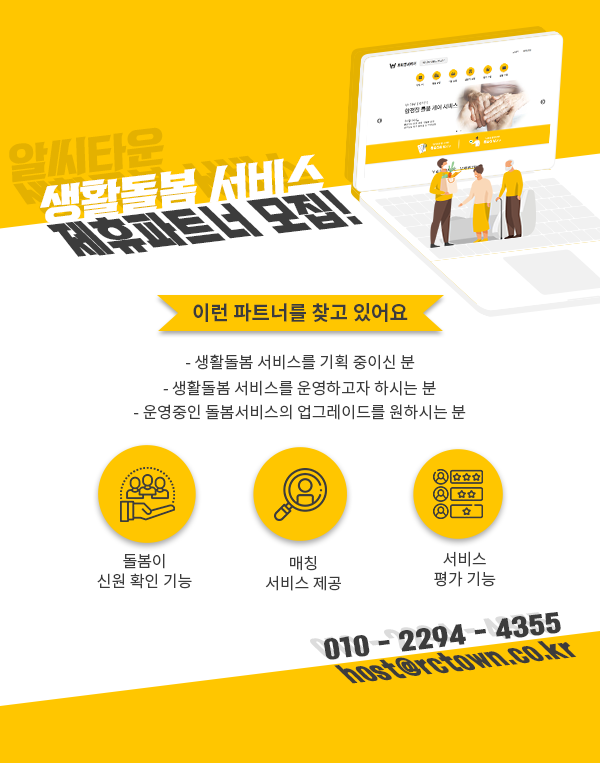 알씨타운
생활돌봄 서비스
제휴파트너 모집!
이런 파트너를 찾고 있어요
- 생활돌봄 서비스를 기획 중이신 분
- 생활돌봄 서비스를 운영하고자 하시는 분
- 운영중인 돌봄서비스의 업그레이드를 원하시는 분
돌봄이
신원 확인 기능
매칭
서비스 제공
서비스
평가 기능
010 - 2294 - 4355
host@rctown.co.kr